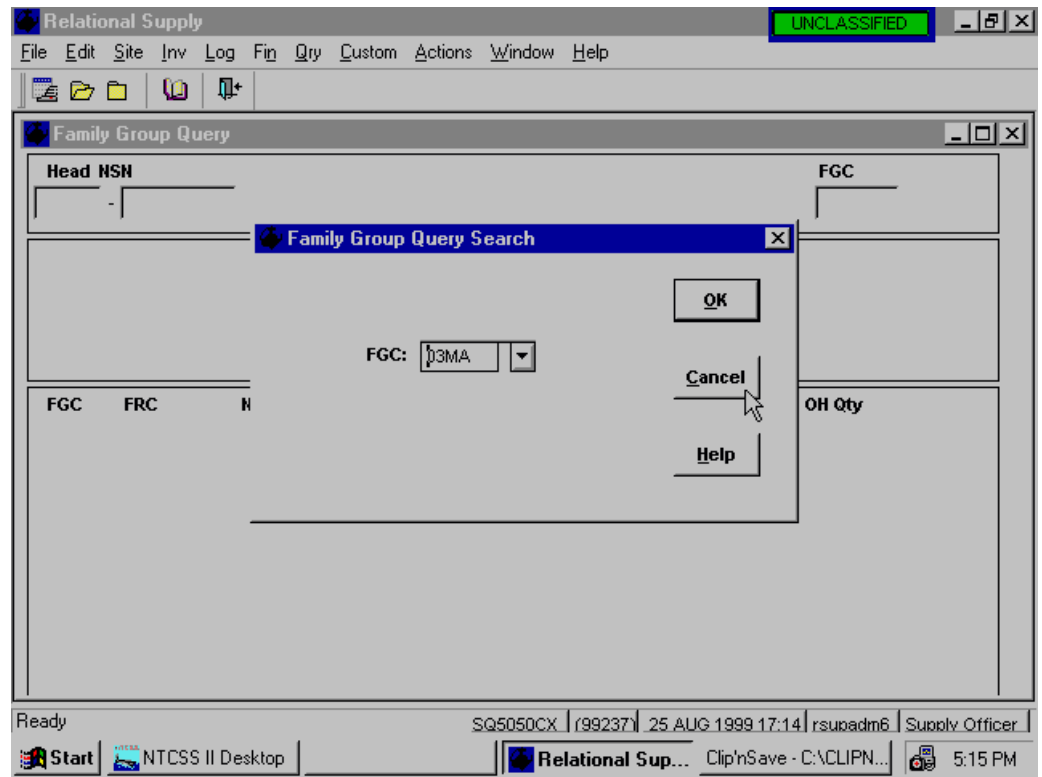 Relational Supply UNCLASSIFIED
File Edit Site Inv Log Fin Qry Custom Actions Window Help
Family Group Query
Head NSN FGC
-
Family Group Query Search
OK
FGC: 03MA
Cancel
FGC FRC N OH Qty
Help
Ready SQ5050CX (99237) 25 AUG 1999 17:14 rsupadm6 Supply Officer
Start NTCSS II Desktop Relational Sup... Clip'nSave - C:\CLIPN... 5:15 PM